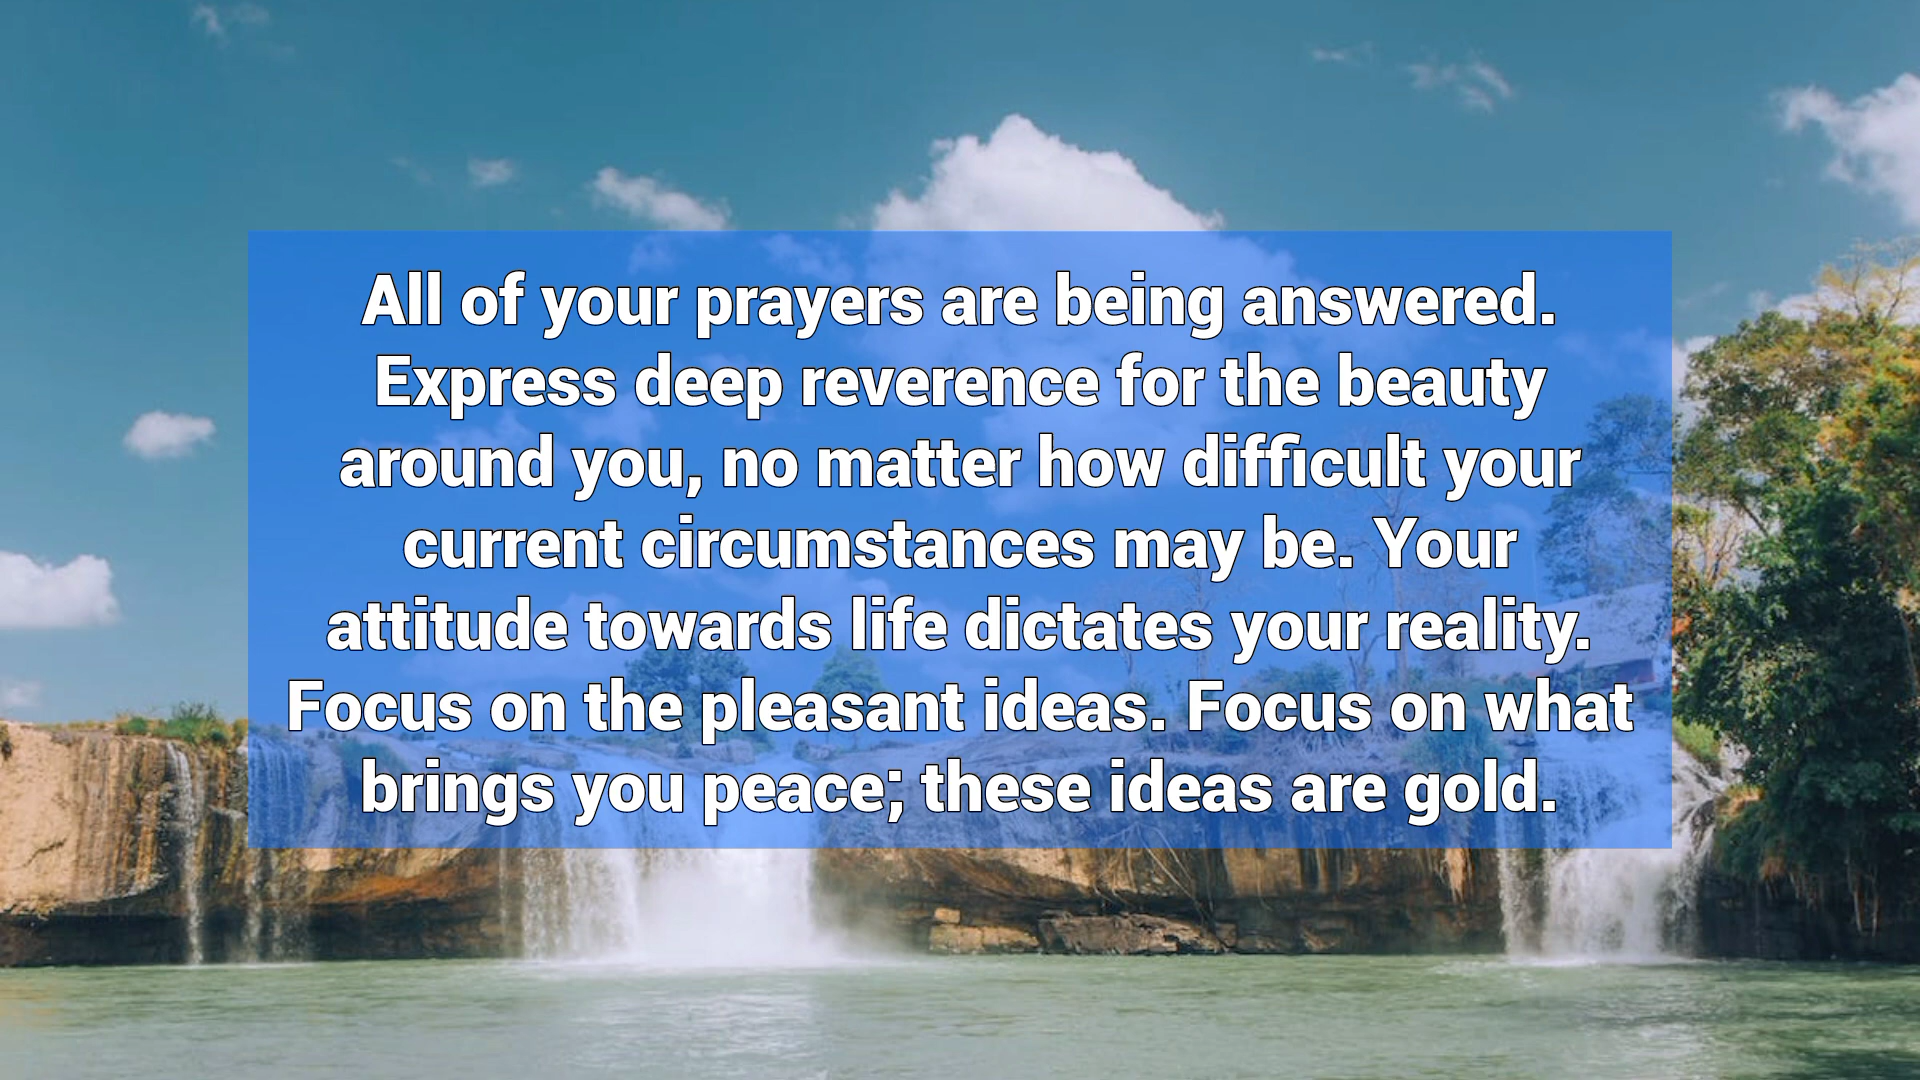 All of your prayers are being answered.
Express deep reverence for the beauty
around you, no matter how difficult your
current circumstances may be. Your
attitude towards life dictates your reality.
Focus on the pleasant ideas. Focus on what
brings you peace; these ideas are gold.